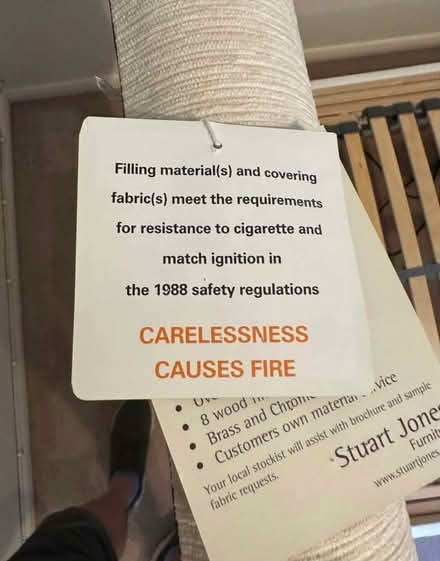 Filling material(s) and covering
fabric(s) meet the requirements
for resistance to cigarette and
match ignition in
the 1988 safety regulations
CARELESSNESS
CAUSES FIRE
• 8 wood
• Brass and Chrome
• Customers own material
Your local stockist will assist with brochure and sample
fabric requests.
Stuart Jones
www.stuartjones